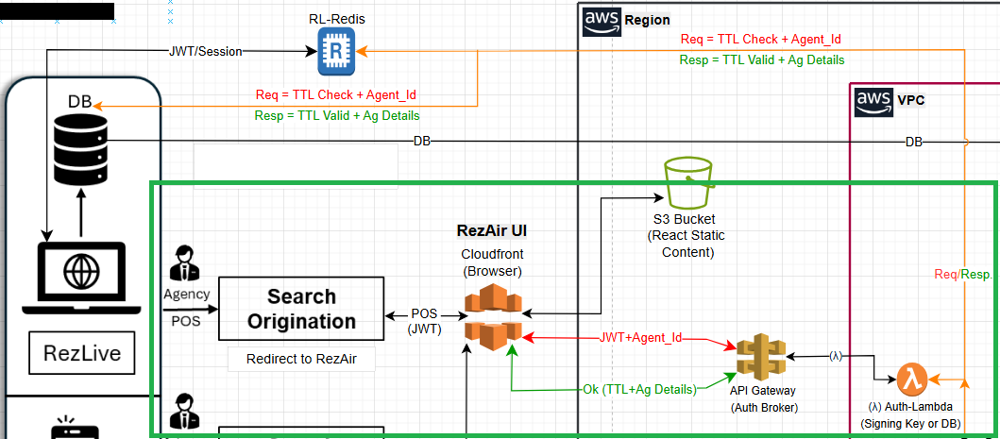 RL-Redis
R
aws Region
JWT/Session
Req = TTL Check + Agent_Id
Resp = TTL Valid + Ag Details
DB
Req = TTL Check + Agent_Id
Resp = TTL Valid + Ag Details
aws VPC
DB
DB
S3 Bucket
(React Static
Content)
RezAir UI
Cloudfront
(Browser)
Req/Resp.
Agency
POS
Search
Origination
POS
(JWT)
Redirect to RezAir
RezLive
JWT+Agent_Id
(λ)
Ok (TTL+Ag Details)
API Gateway
(Auth Broker)
λ
(λ) Auth-Lambda
(Signing Key or DB)